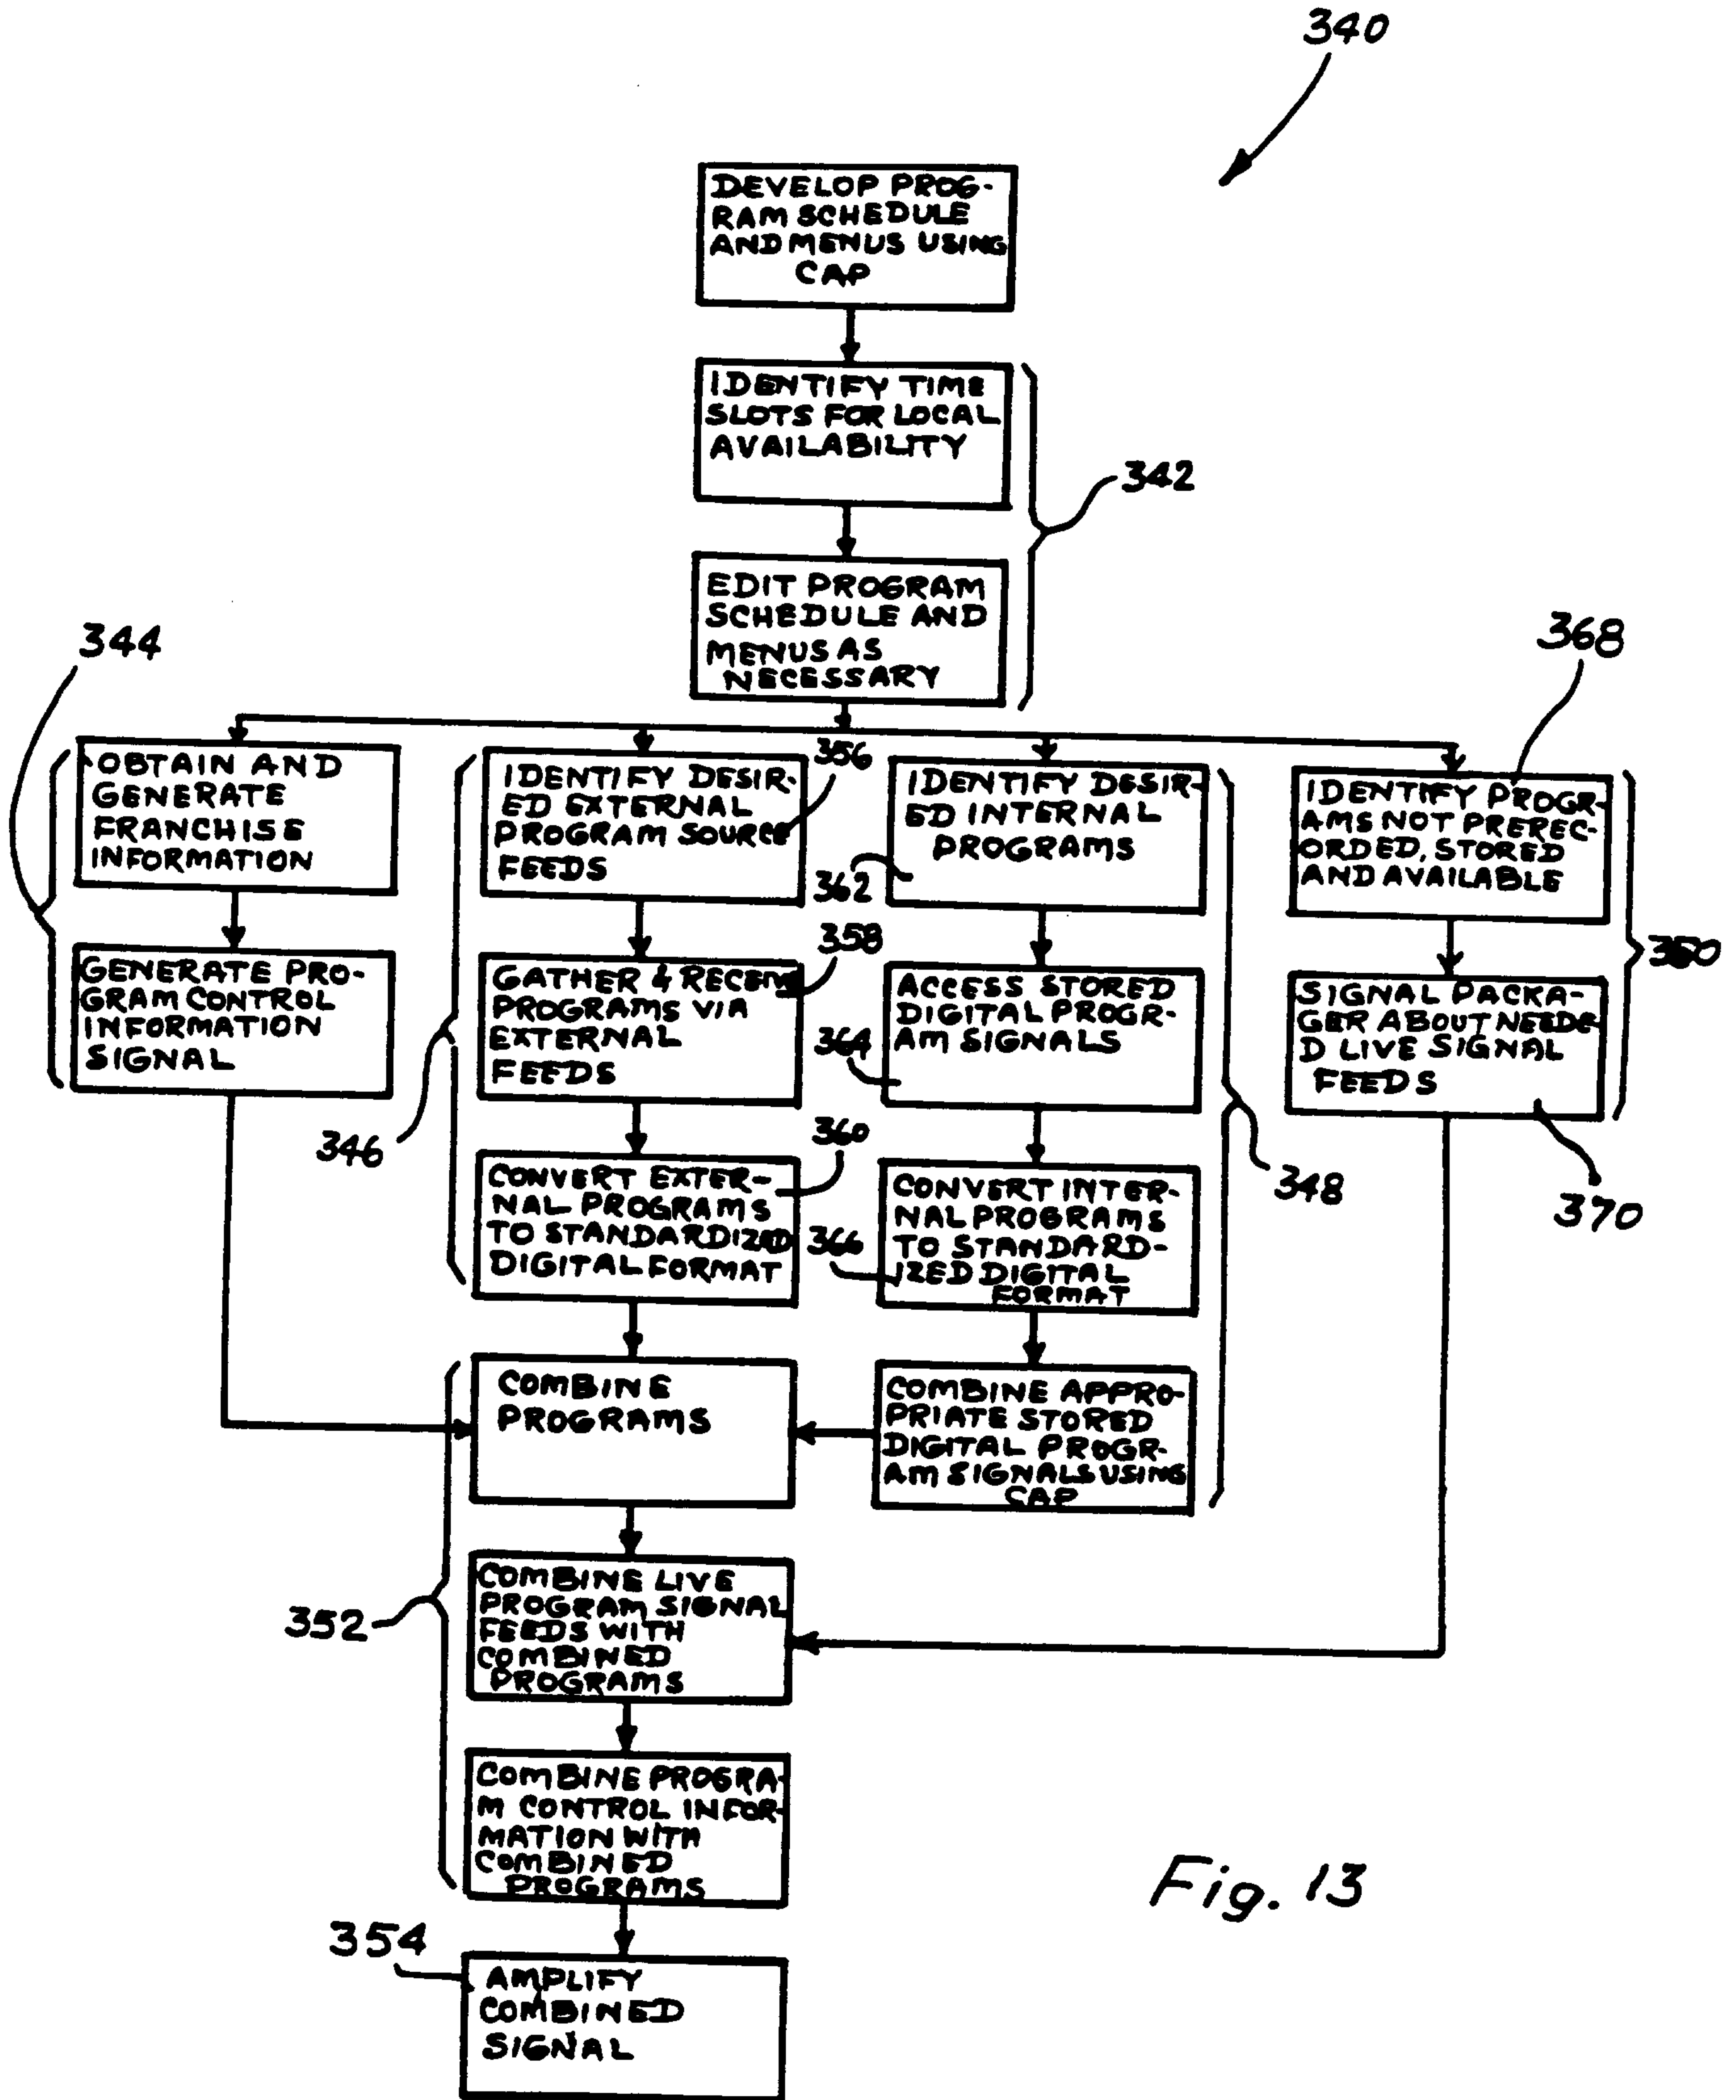 340
DEVELOP PROG-
RAM SCHEDULE
AND MENUS USING
CAP
IDENTIFY TIME
SLOTS FOR LOCAL
AVAILABILITY
342
EDIT PROGRAM
SCHEDULE AND
MENUS AS
NECESSARY
344
OBTAIN AND
GENERATE
FRANCHISE
INFORMATION
GENERATE PRO-
GRAM CONTROL
INFORMATION
SIGNAL
346
IDENTIFY DESIR-
ED EXTERNAL
PROGRAM SOURCE
FEEDS
356
GATHER & RECEIVE
PROGRAMS VIA
EXTERNAL
FEEDS
358
CONVERT EXTER-
NAL PROGRAMS
TO STANDARDIZED
DIGITAL FORMAT
360
IDENTIFY DESIR-
ED INTERNAL
PROGRAMS
362
ACCESS STORED
DIGITAL PROGR-
AM SIGNALS
364
CONVERT INTER-
NAL PROGRAMS
TO STANDARD-
IZED DIGITAL
FORMAT
366
COMBINE APPRO-
PRIATE STORED
DIGITAL PROGR-
AM SIGNALS USING
CAP
348
368
IDENTIFY PROGR-
AMS NOT PREREC-
ORDED, STORED
AND AVAILABLE
350
SIGNAL PACKA-
GER ABOUT NEEDE-
D LIVE SIGNAL
FEEDS
370
COMBINE
PROGRAMS
352
COMBINE LIVE
PROGRAM SIGNAL
FEEDS WITH
COMBINED
PROGRAMS
COMBINE PROGRA-
M CONTROL INFOR-
MATION WITH
COMBINED
PROGRAMS
354
AMPLIFY
COMBINED
SIGNAL
Fig. 13